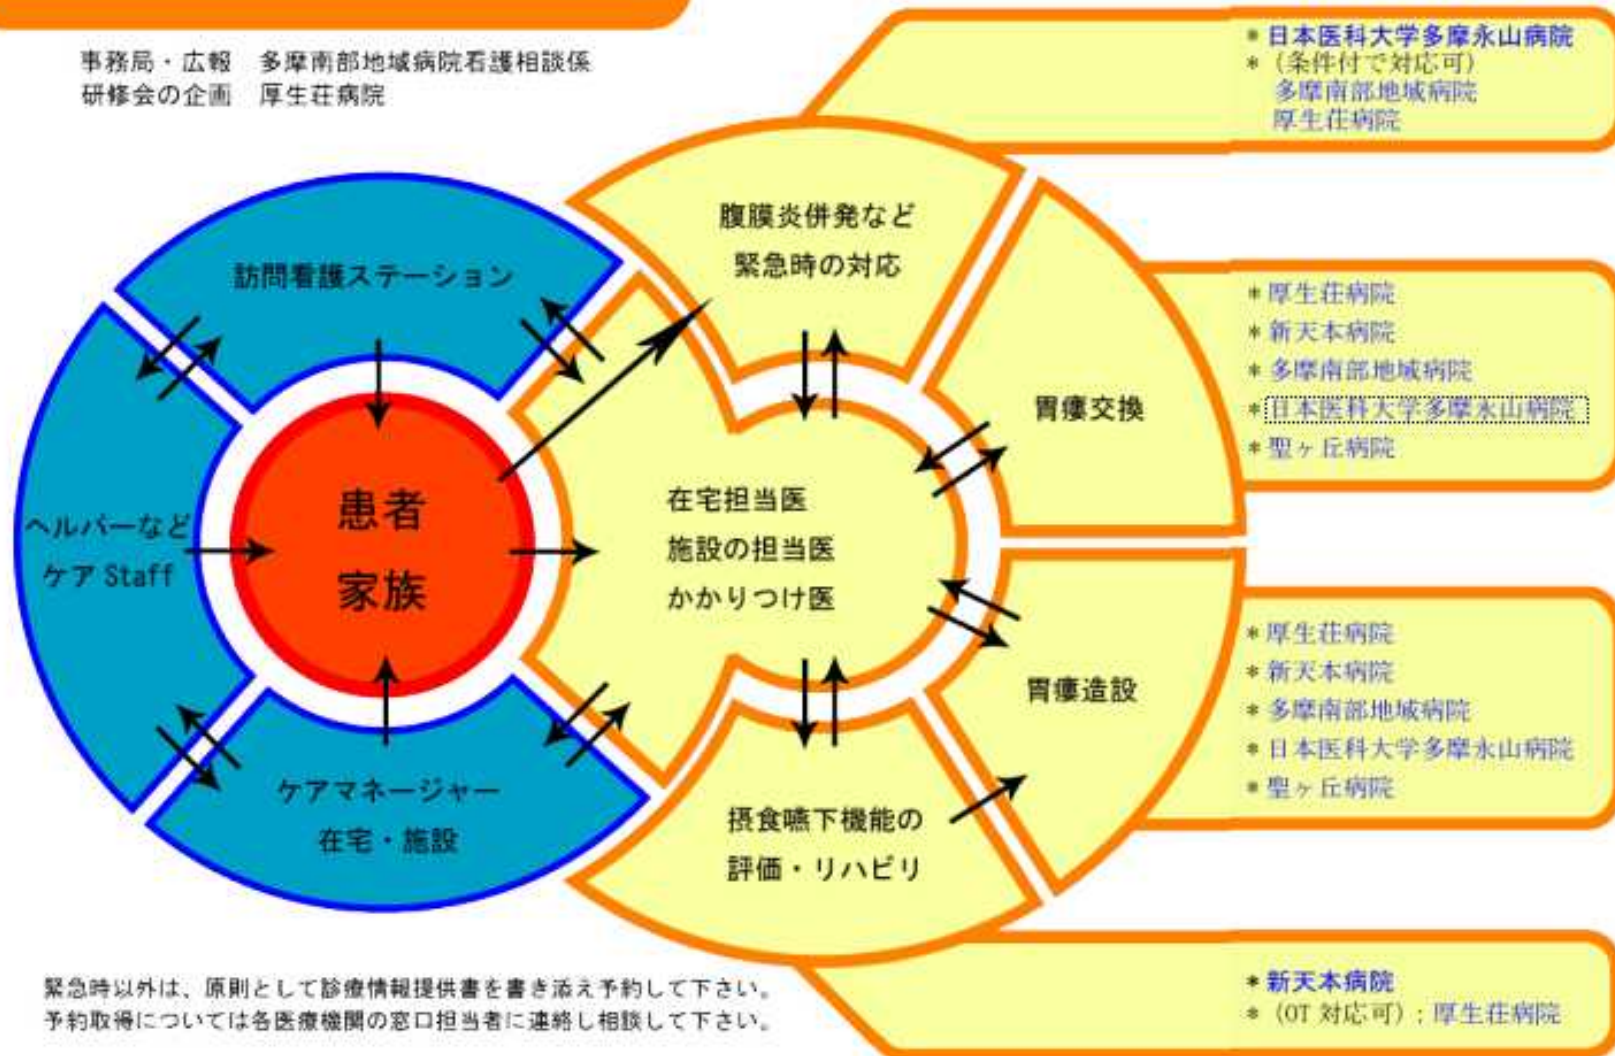 事務局・広報　多摩南部地域病院看護相談係
研修会の企画　厚生荘病院
* 日本医科大学多摩永山病院
* (条件付で対応可)
多摩南部地域病院
厚生荘病院
腹膜炎併発など
緊急時の対応
訪問看護ステーション
* 厚生荘病院
* 新天本病院
* 多摩南部地域病院
* 日本医科大学多摩永山病院
* 聖ヶ丘病院
胃瘻交換
患者
家族
在宅担当医
施設の担当医
かかりつけ医
ヘルパーなど
ケア Staff
胃瘻造設
* 厚生荘病院
* 新天本病院
* 多摩南部地域病院
* 日本医科大学多摩永山病院
* 聖ヶ丘病院
ケアマネージャー
在宅・施設
摂食嚥下機能の
評価・リハビリ
* 新天本病院
* (OT 対応可) : 厚生荘病院
緊急時以外は、原則として診療情報提供書を書き添え予約して下さい。
予約取得については各医療機関の窓口担当者に連絡し相談して下さい。